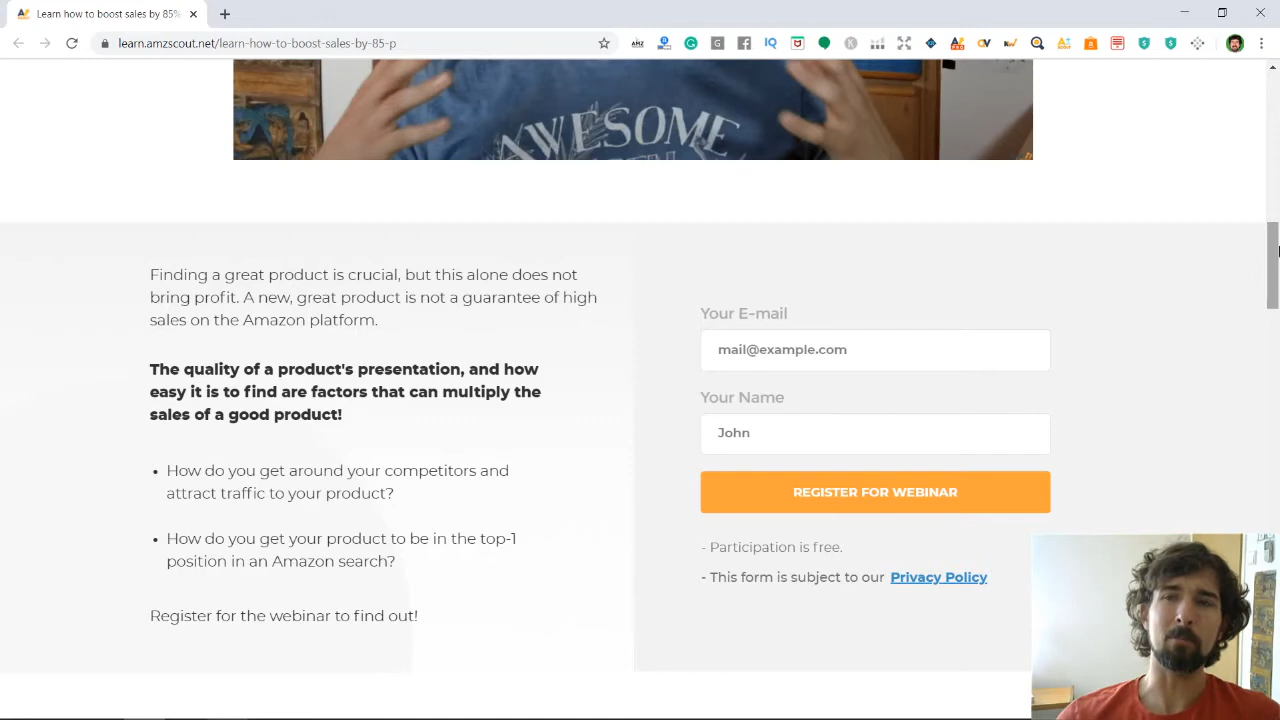 Learn how to boost sales by 85%
learn.amzscout.net/learn-how-to-boost-sales-by-85-p
AWESOME
Finding a great product is crucial, but this alone does not
bring profit. A new, great product is not a guarantee of high
sales on the Amazon platform.
The quality of a product's presentation, and how
easy it is to find are factors that can multiply the
sales of a good product!
• How do you get around your competitors and
attract traffic to your product?
• How do you get your product to be in the top-1
position in an Amazon search?
Register for the webinar to find out!
Your E-mail
mail@example.com
Your Name
John
REGISTER FOR WEBINAR
- Participation is free.
- This form is subject to our Privacy Policy